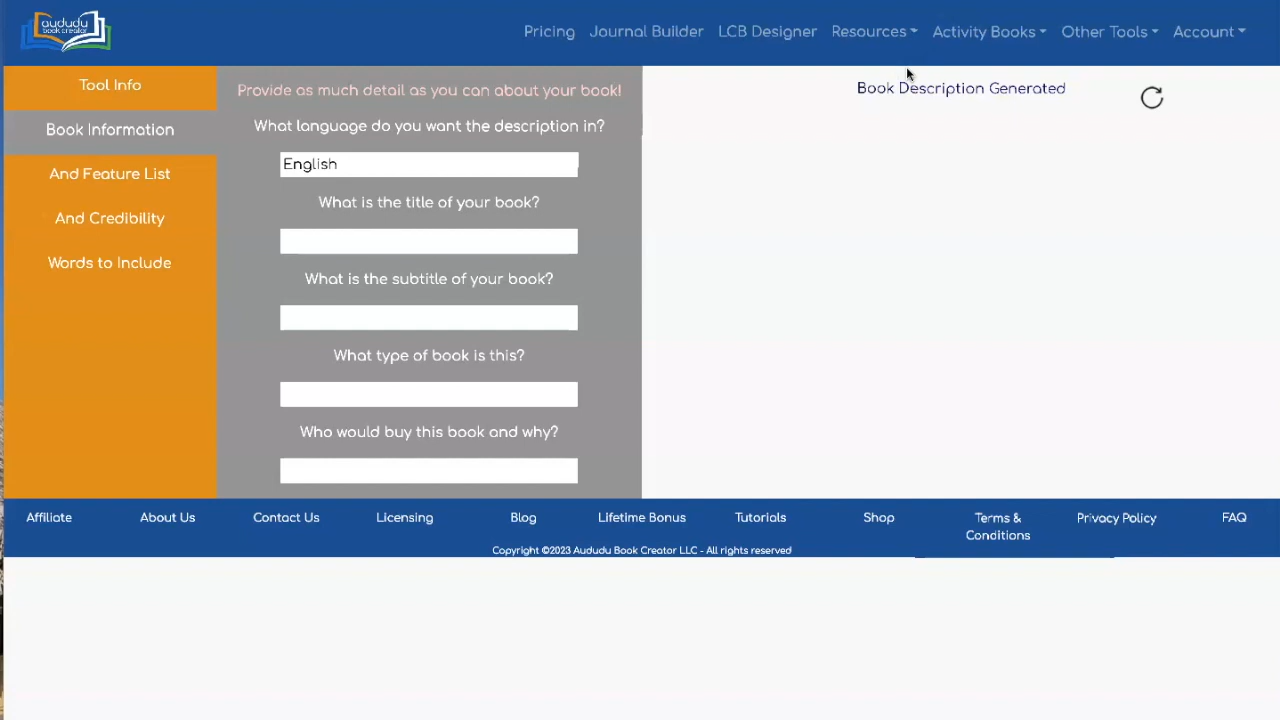 aududu
book creator
Pricing Journal Builder LCB Designer Resources Activity Books Other Tools Account
Tool Info
Book Information
And Feature List
And Credibility
Words to Include
Provide as much detail as you can about your book!
What language do you want the description in?
English
What is the title of your book?
What is the subtitle of your book?
What type of book is this?
Who would buy this book and why?
Book Description Generated
Affiliate About Us Contact Us Licensing Blog Lifetime Bonus Tutorials Shop Terms & Conditions Privacy Policy FAQ
Copyright ©2023 Aududu Book Creator LLC - All rights reserved